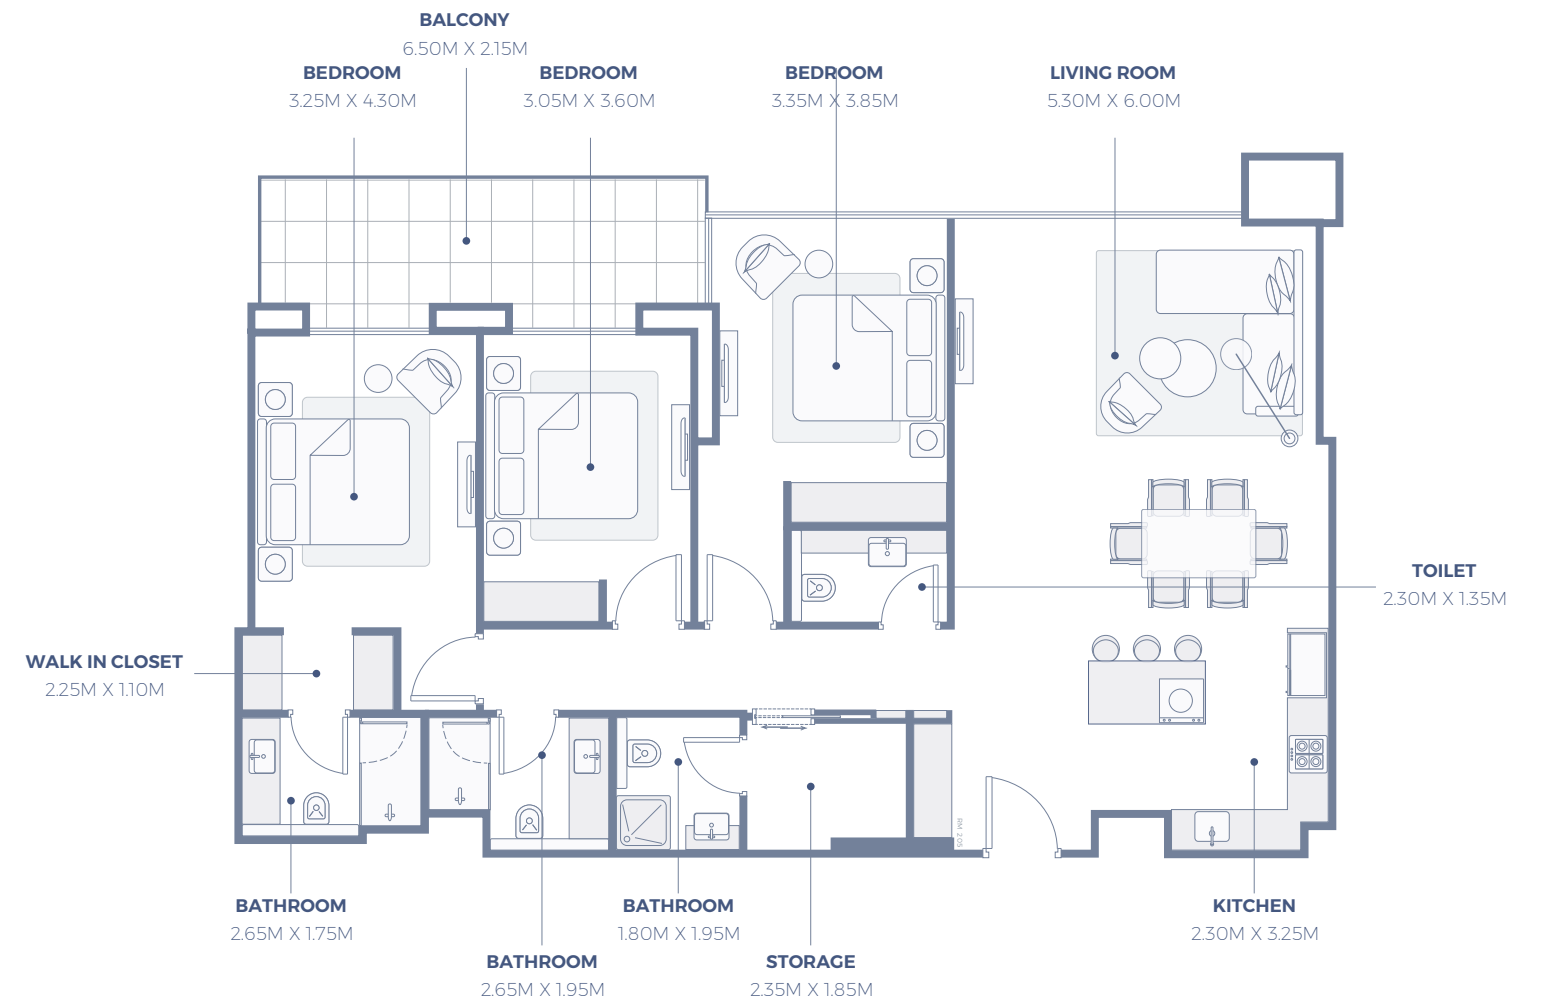 BALCONY
6.50M X 2.15M
BEDROOM
3.25M X 4.30M
BEDROOM
3.05M X 3.60M
BEDROOM
3.35M X 3.85M
LIVING ROOM
5.30M X 6.00M
TOILET
2.30M X 1.35M
WALK IN CLOSET
2.25M X 1.10M
RM 2.05
BATHROOM
2.65M X 1.75M
BATHROOM
2.65M X 1.95M
BATHROOM
1.80M X 1.95M
STORAGE
2.35M X 1.85M
KITCHEN
2.30M X 3.25M